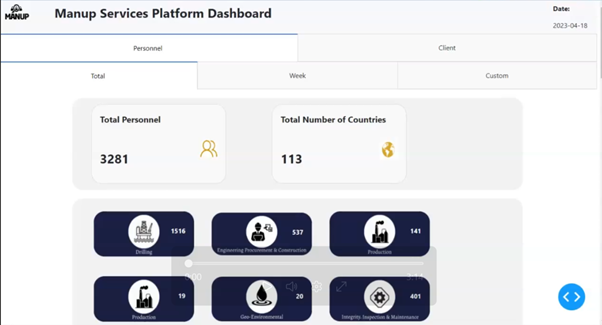 MANUP
Manup Services Platform Dashboard
Date:
2023-04-18
Personnel
Client
Total
Week
Custom
Total Personnel
3281
Total Number of Countries
113
1516
Drilling
537
Engineering Procurement & Construction
141
Production
0:00
19
Production
20
Geo-Environmental
401
Integrity, Inspection & Maintenance